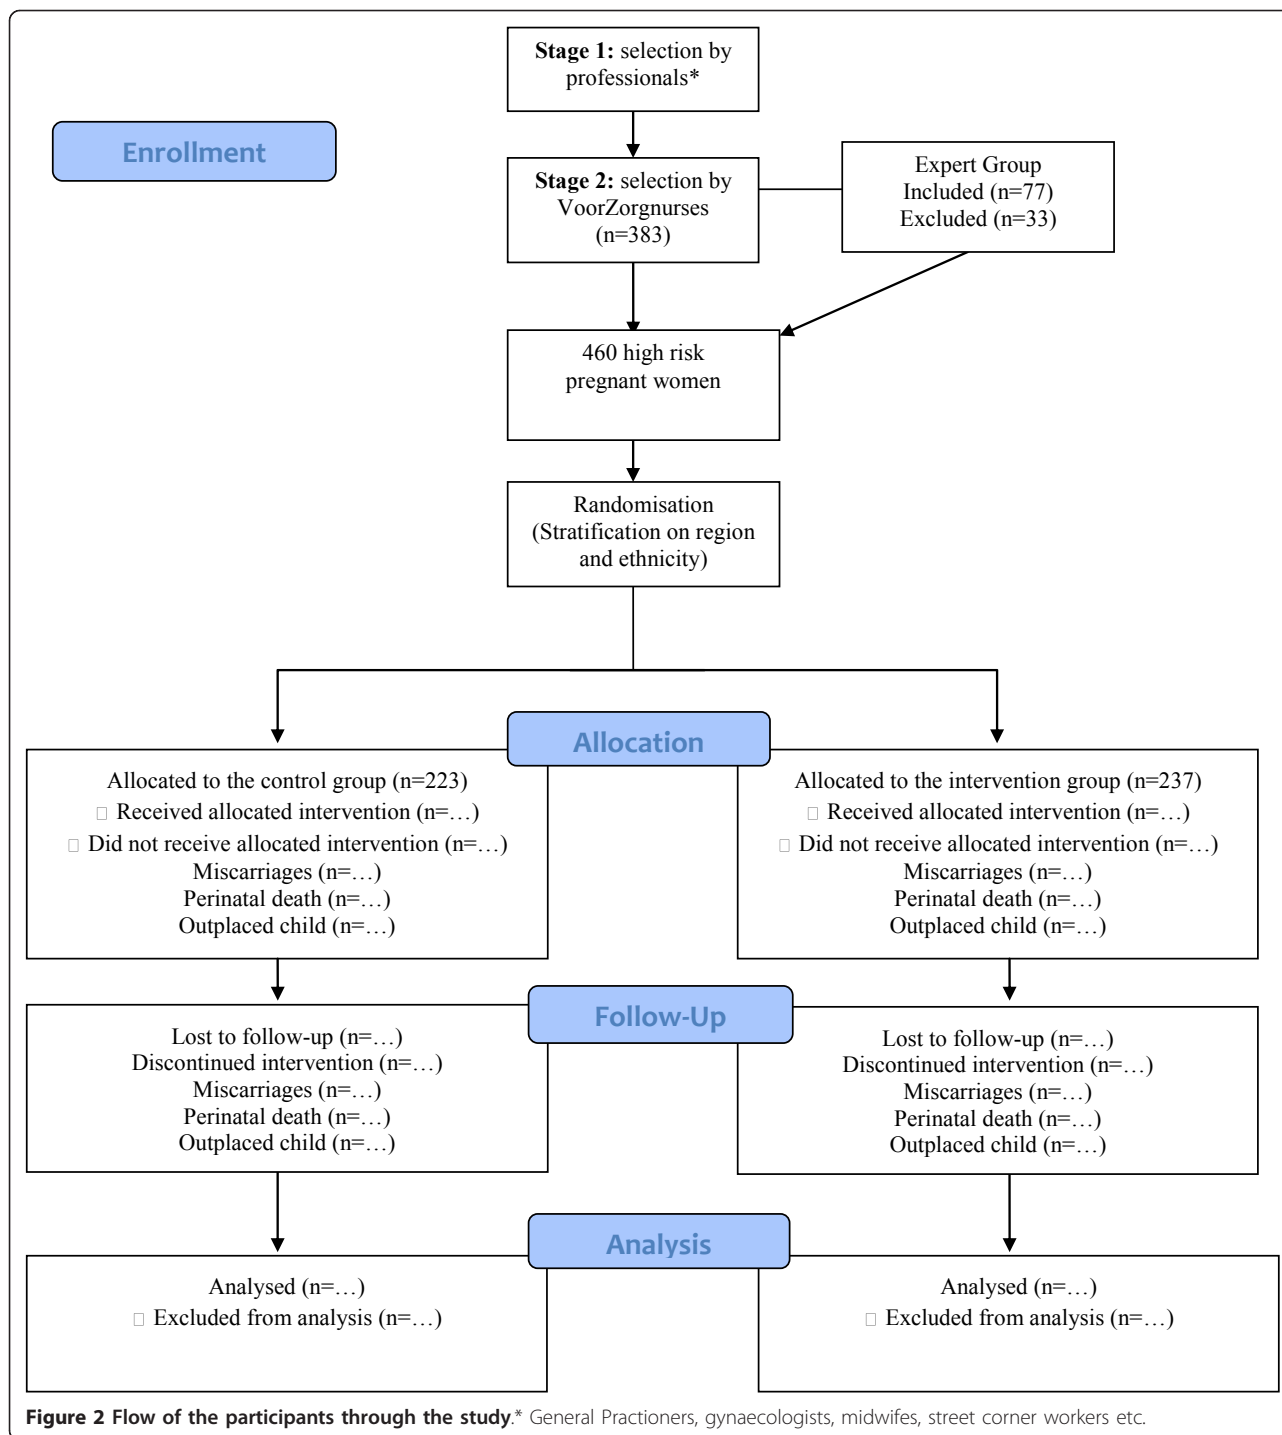 Stage 1: selection by
professionals*
Enrollment
Stage 2: selection by
VoorZorgnurses
(n=383)
Expert Group
Included (n=77)
Excluded (n=33)
460 high risk
pregnant women
Randomisation
(Stratification on region
and ethnicity)
Allocation
Allocated to the control group (n=223)
□ Received allocated intervention (n=…)
□ Did not receive allocated intervention (n=…)
Miscarriages (n=…)
Perinatal death (n=…)
Outplaced child (n=…)
Allocated to the intervention group (n=237)
□ Received allocated intervention (n=…)
□ Did not receive allocated intervention (n=…)
Miscarriages (n=…)
Perinatal death (n=…)
Outplaced child (n=…)
Follow-Up
Lost to follow-up (n=…)
Discontinued intervention (n=…)
Miscarriages (n=…)
Perinatal death (n=…)
Outplaced child (n=…)
Lost to follow-up (n=…)
Discontinued intervention (n=…)
Miscarriages (n=…)
Perinatal death (n=…)
Outplaced child (n=…)
Analysis
Analysed (n=…)
□ Excluded from analysis (n=…)
Analysed (n=…)
□ Excluded from analysis (n=…)
Figure 2 Flow of the participants through the study.* General Practioners, gynaecologists, midwifes, street corner workers etc.